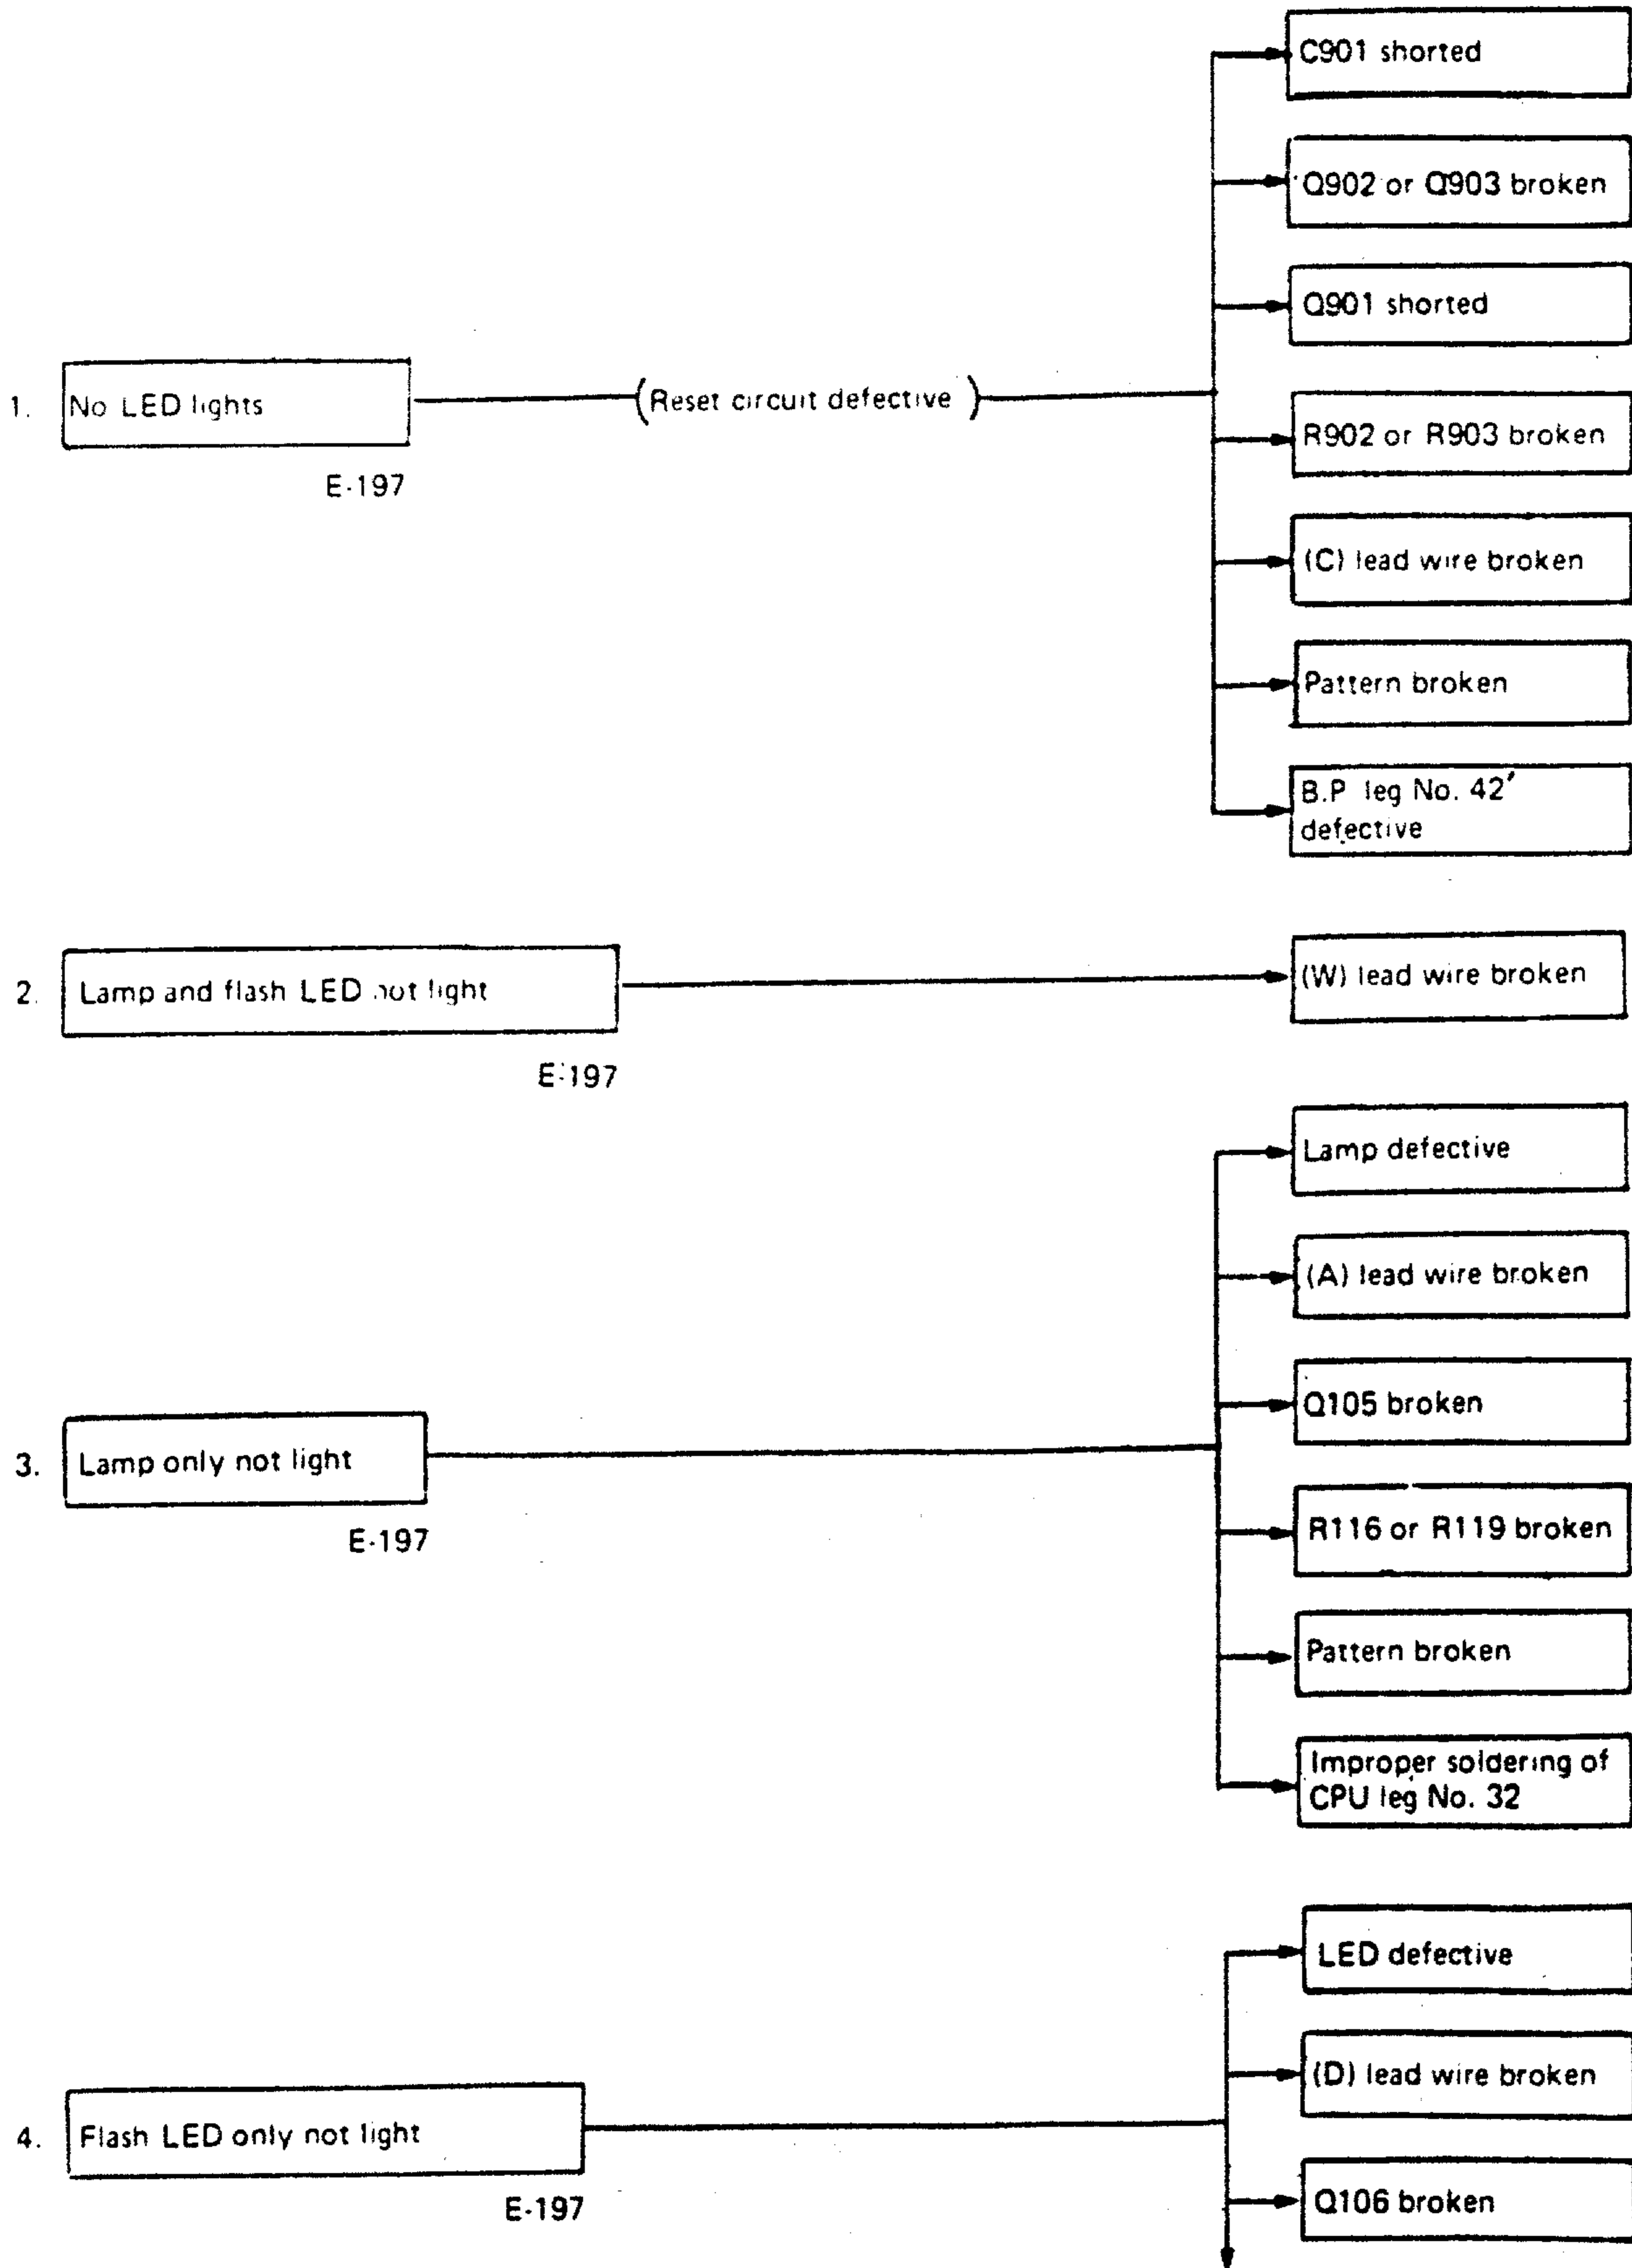 C901 shorted
Q902 or Q903 broken
Q901 shorted
1. No LED lights
(Reset circuit defective)
R902 or R903 broken
E-197
(C) lead wire broken
Pattern broken
B.P leg No. 42'
defective
2. Lamp and flash LED not light
(W) lead wire broken
E-197
Lamp defective
(A) lead wire broken
Q105 broken
3. Lamp only not light
R116 or R119 broken
E-197
Pattern broken
Improper soldering of
CPU leg No. 32
LED defective
(D) lead wire broken
4. Flash LED only not light
Q106 broken
E-197